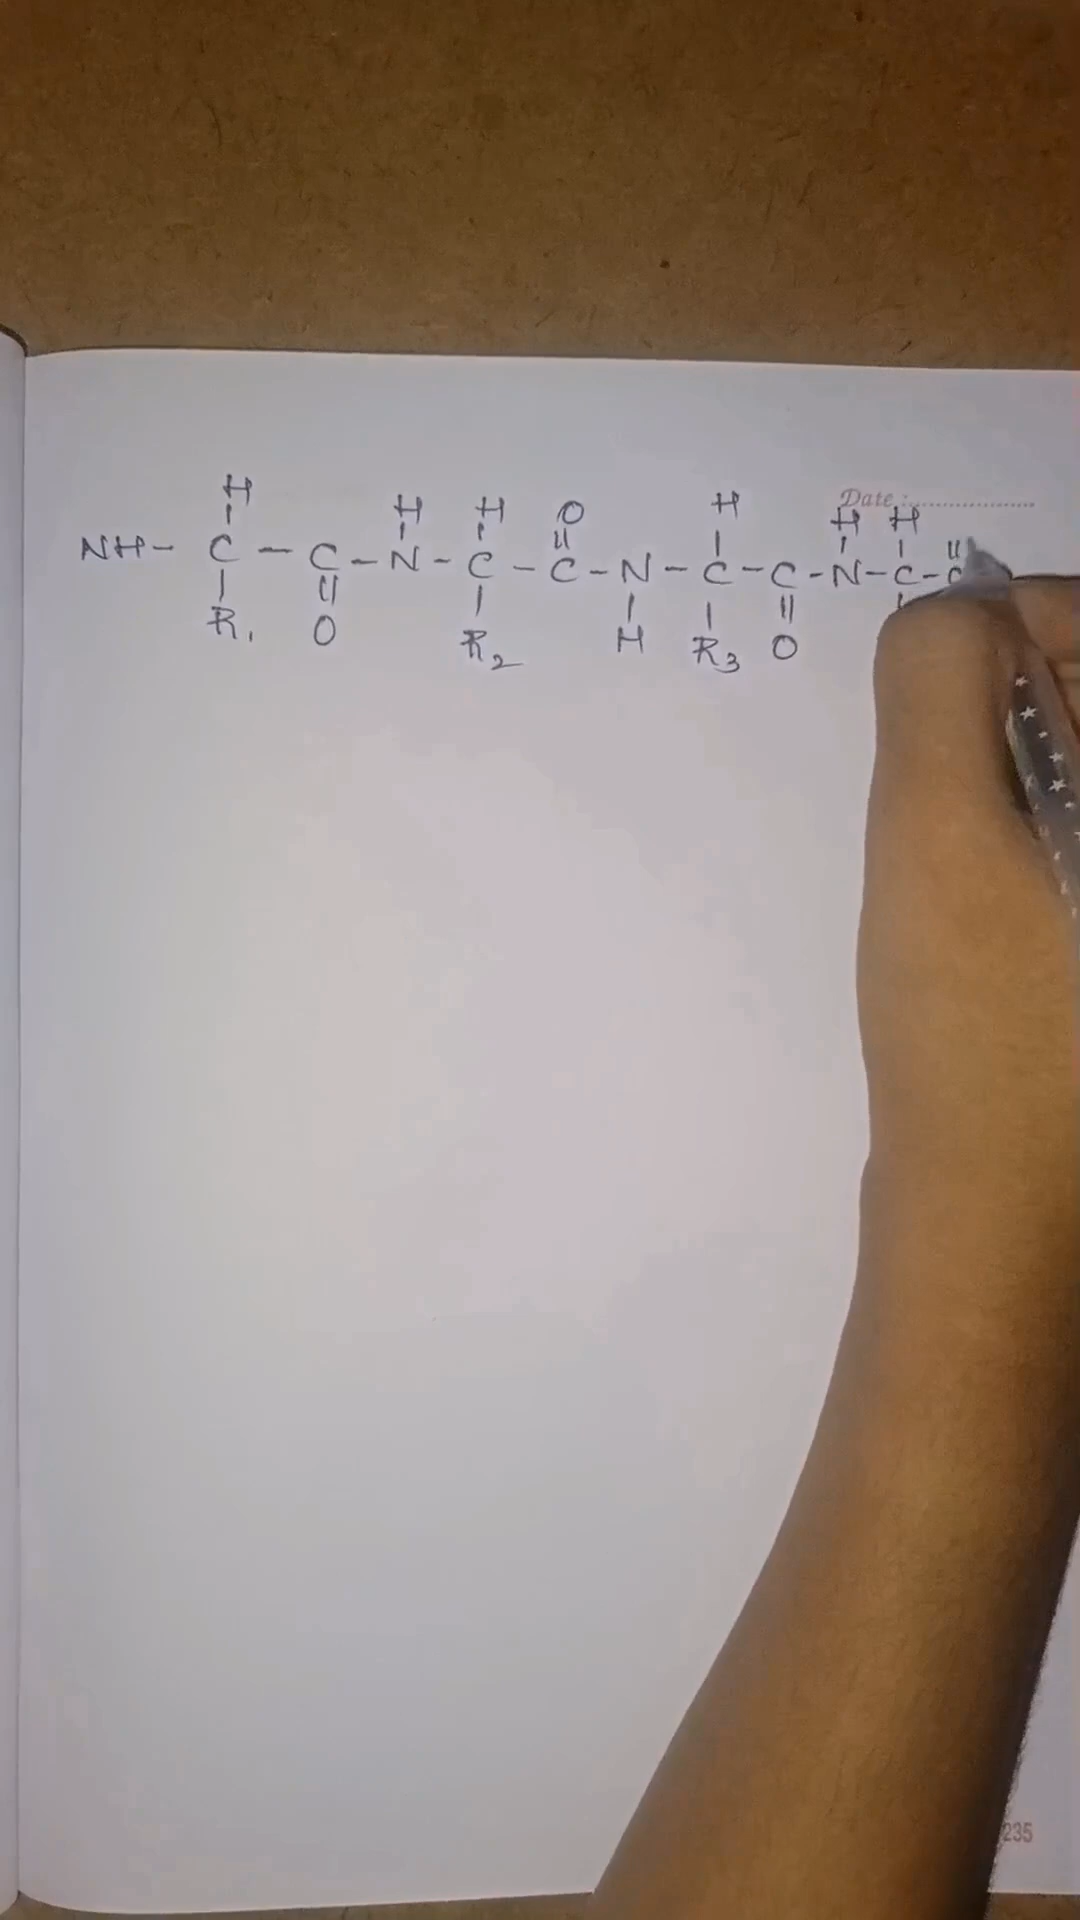 Date :
H H H O H H H
NH- C - C - N - C - C - N - C - C - N - C - C
R1 O R2 H R3 O
235